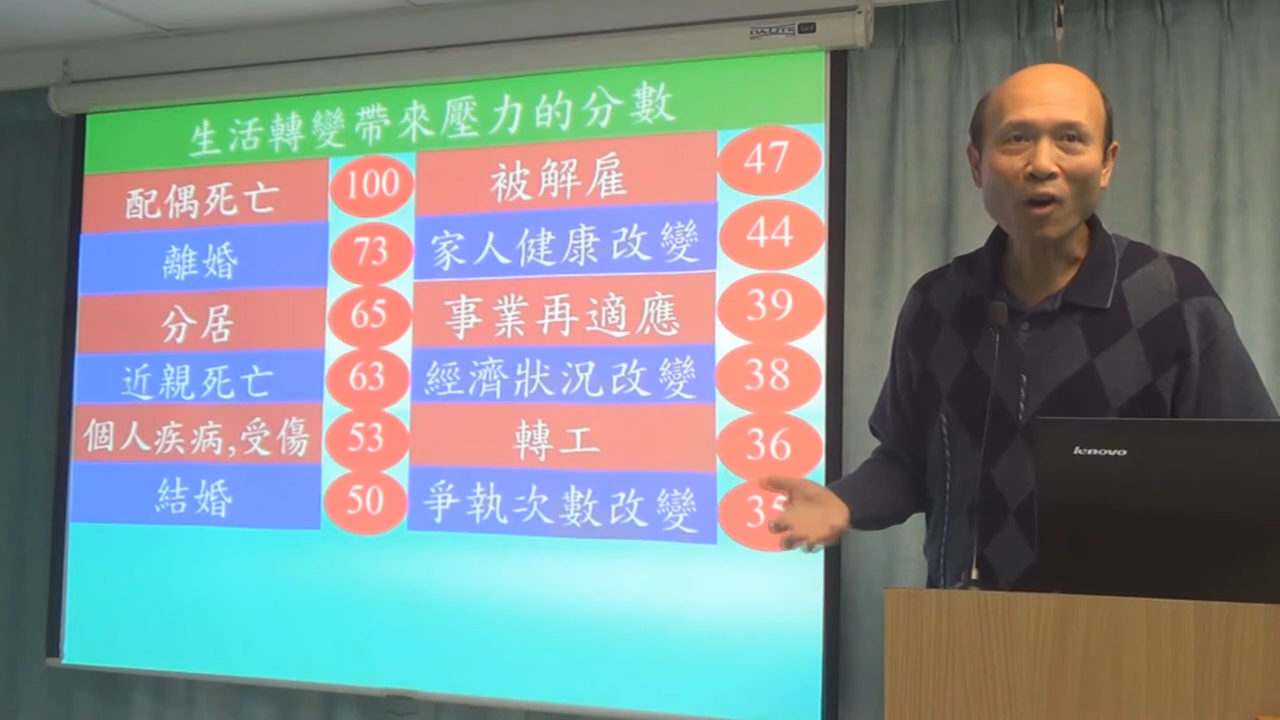 生活轉變帶來壓力的分數
配偶死亡 100 被解雇 47
離婚 73 家人健康改變 44
分居 65 事業再適應 39
近親死亡 63 經濟狀況改變 38
個人疾病,受傷 53 轉工 36
結婚 50 爭執次數改變 35
DA-LITE
lenovo